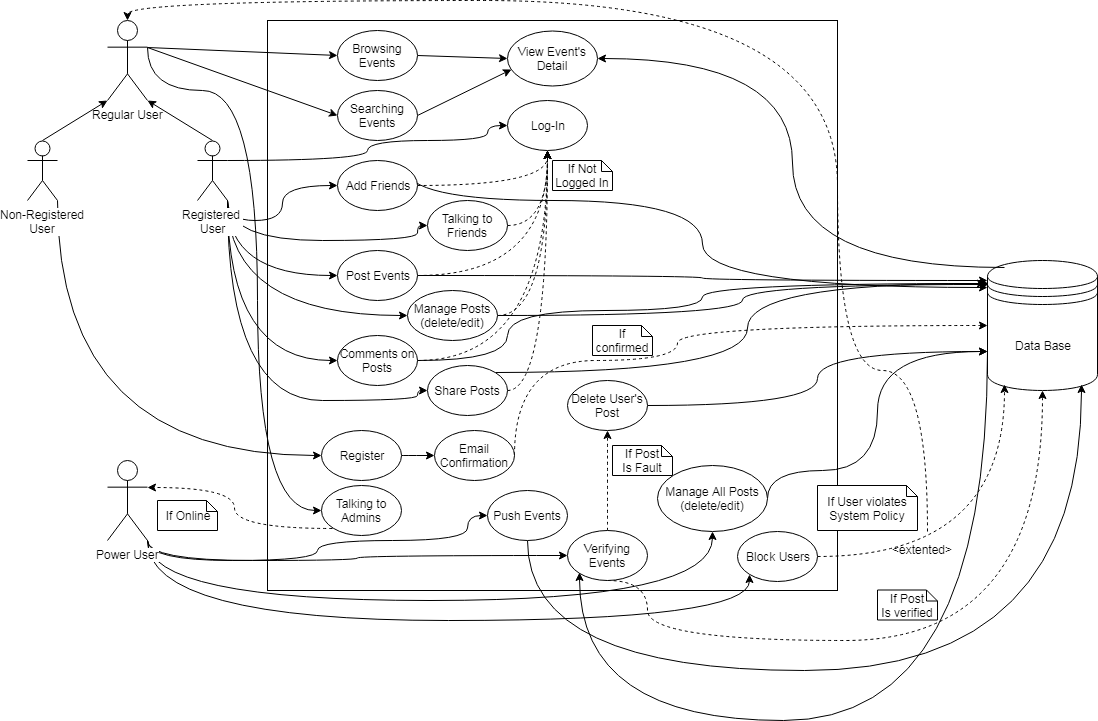 Browsing
Events
View Event's
Detail
Regular User
Searching
Events
Log-In
If Not
Logged In
Add Friends
Non-Registered
User
Registered
User
Talking to
Friends
Post Events
Manage Posts
(delete/edit)
If
confirmed
Data Base
Comments on
Posts
Share Posts
Delete User's
Post
Register
Email
Confirmation
If Post
Is Fault
Manage All Posts
(delete/edit)
Talking to
Admins
If Online
Push Events
If User violates
System Policy
Power User
Verifying
Events
Block Users
<extented>
If Post
Is verified